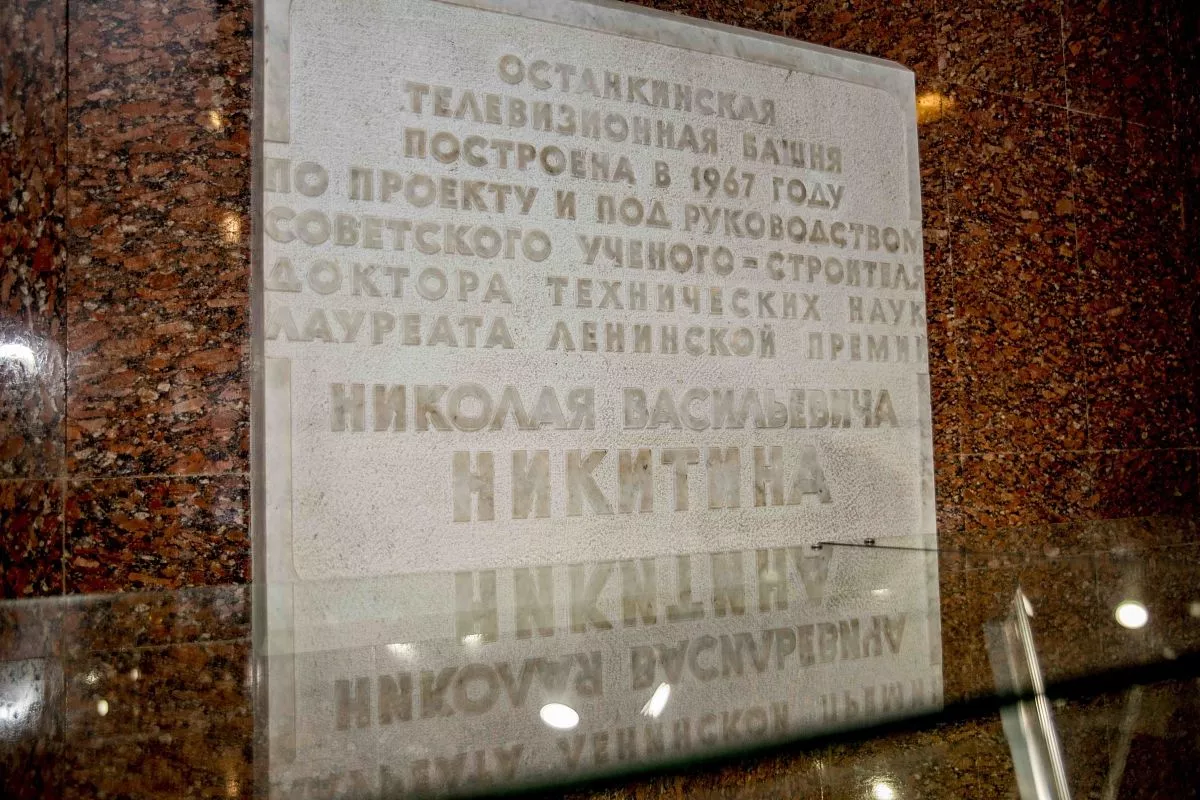 ОСТАНКИНСКАЯ
ТЕЛЕВИЗИОННАЯ БАШНЯ
ПОСТРОЕНА В 1967 ГОДУ
ПО ПРОЕКТУ И ПОД РУКОВОДСТВОМ
СОВЕТСКОГО УЧЕНОГО=СТРОИТЕЛЯ
ДОКТОРА ТЕХНИЧЕСКИХ НАУК
ЛАУРЕАТА ЛЕНИНСКОЙ ПРЕМИИ
НИКОЛАЯ ВАСИЛЬЕВИЧА
НИКИТИНА